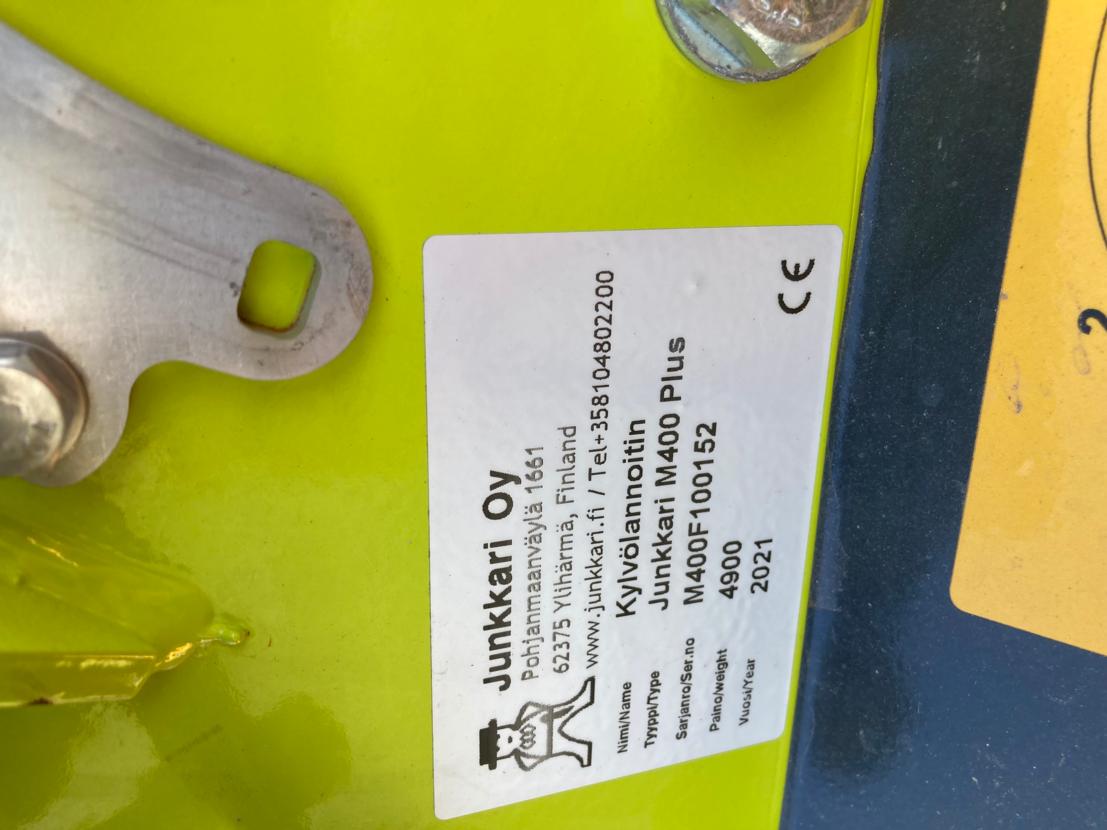 Junkkari Oy
Pohjanmaanväylä 1661
62375 Ylihärmä, Finland
www.junkkari.fi / Tel+358104802200
Nimi/Name Kylvölannoitin
Tyyppi/Type Junkkari M400 Plus
Sarjanro/Ser.no M400F100152
Paino/weight 4900
Vuosi/Year 2021
CE
2